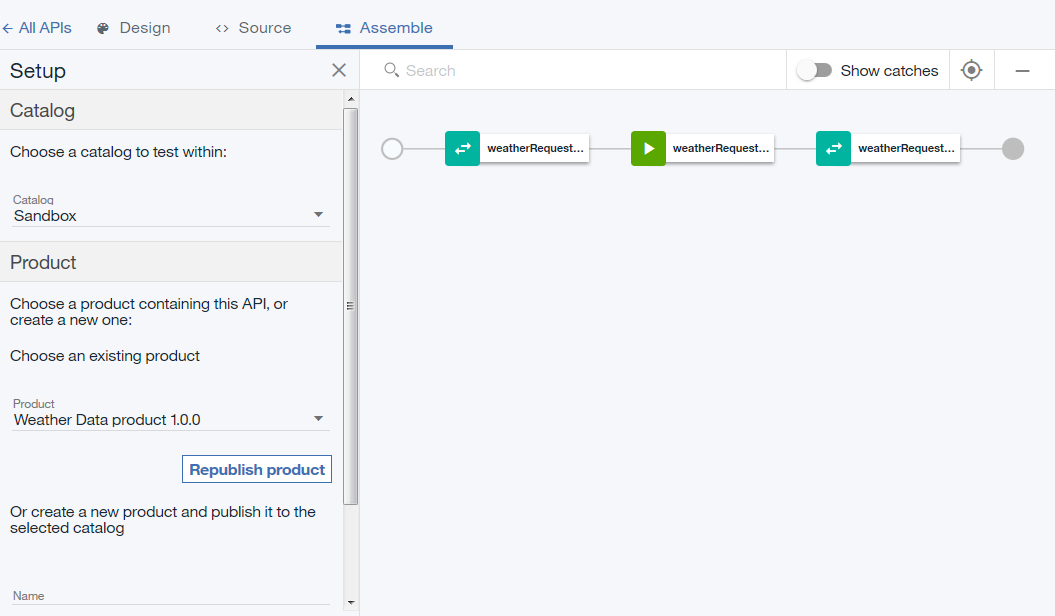 All APIs
Design
Source
Assemble
Setup
Search
Show catches
Catalog
Choose a catalog to test within:
Catalog
Sandbox
Product
Choose a product containing this API, or
create a new one:
Choose an existing product
Product
Weather Data product 1.0.0
Republish product
Or create a new product and publish it to the
selected catalog
Name
weatherRequest...
weatherRequest...
weatherRequest...